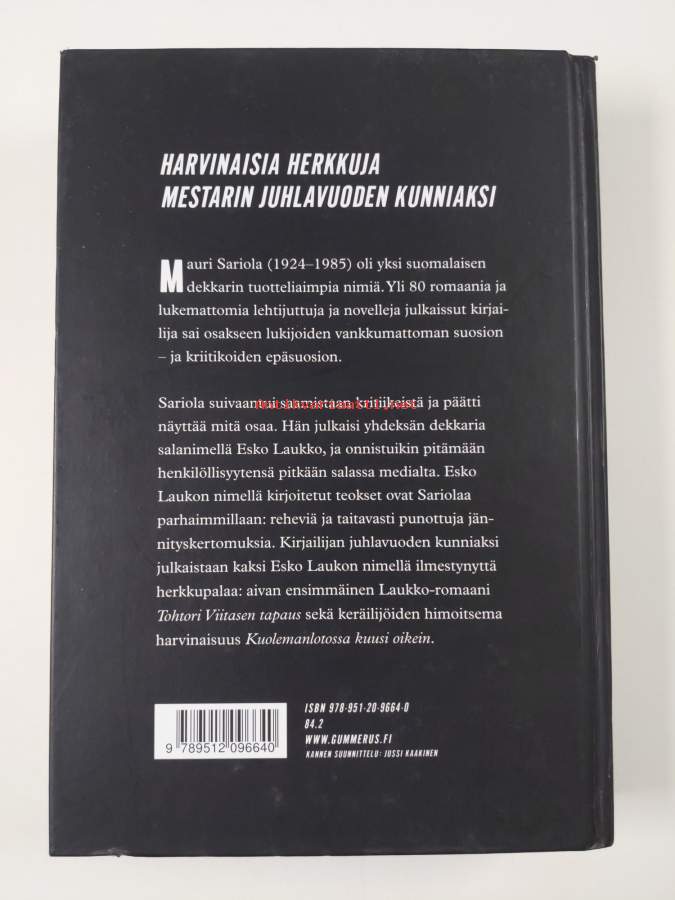 HARVINAISIA HERKKUJA
MESTARIN JUHLAVUODEN KUNNIAKSI
Mauri Sariola (1924–1985) oli yksi suomalaisen
dekkarin tuotteliaimpia nimiä. Yli 80 romaania ja
lukemattomia lehtijuttuja ja novelleja julkaissut kirjai-
lija sai osakseen lukijoiden vankkumattoman suosion
– ja kriitikoiden epäsuosion.
Sariola suivaantui saamistaan kritiikeistä ja päätti
näyttää mitä osaa. Hän julkaisi yhdeksän dekkaria
salanimellä Esko Laukko, ja onnistuikin pitämään
henkilöllisyytensä pitkään salassa medialta. Esko
Laukon nimellä kirjoitetut teokset ovat Sariolaa
parhaimmillaan: reheviä ja taitavasti punottuja jän-
nityskertomuksia. Kirjailijan juhlavuoden kunniaksi
julkaistaan kaksi Esko Laukon nimellä ilmestynyttä
herkkupalaa: aivan ensimmäinen Laukko-romaani
Tohtori Viitasen tapaus sekä keräilijöiden himoitsema
harvinaisuus Kuolemanlotossa kuusi oikein.
ISBN 978-951-20-9664-0
84.2
WWW.GUMMERUS.FI
KANNEN SUUNNITTELU: JOSSI KAAKINEN
9 789512 096640